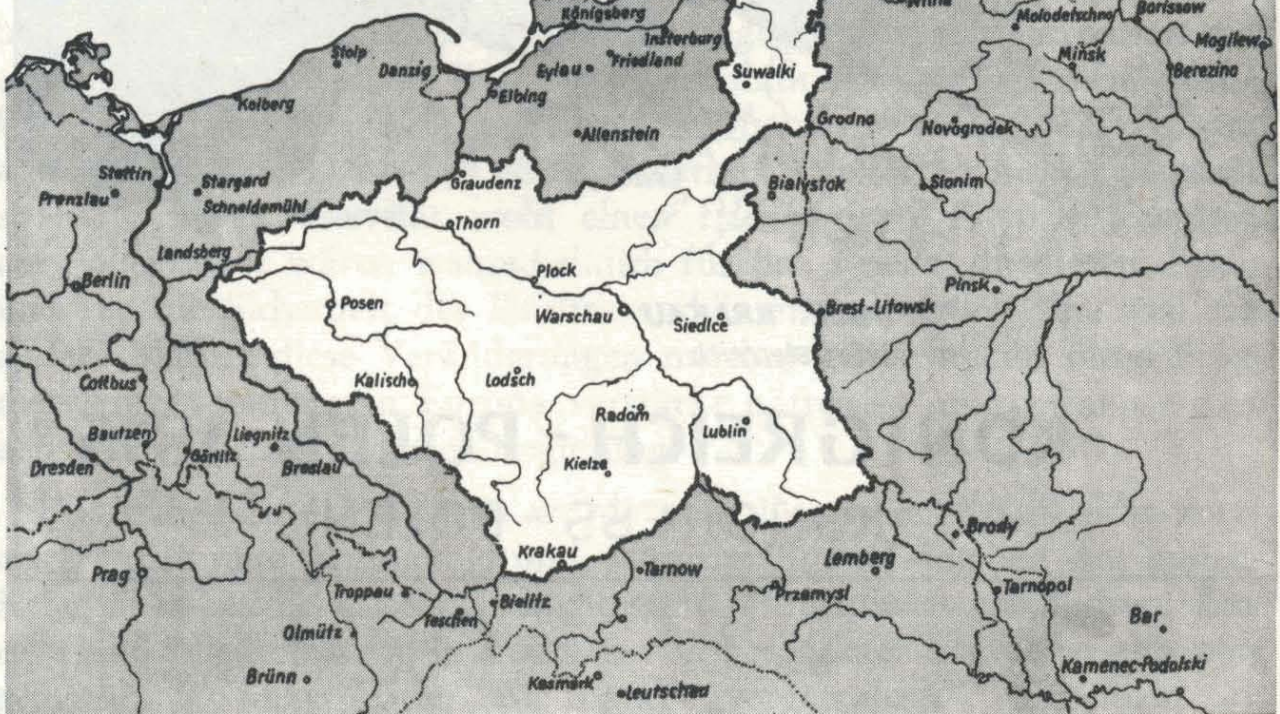 Königsberg
Molodetschno
Borissow
Insterburg
Stolp
Danzig
Eylau
Friedland
Suwalki
Minsk
Mogilew
Berezina
Kolberg
Elbing
Allenstein
Grodno
Novogrodek
Stettin
Stargard
Graudenz
Bialystok
Slonim
Prenzlau
Schneidemühl
Thorn
Landsberg
Berlin
Plock
Pinsk
Posen
Warschau
Siedlce
Brest-Litowsk
Cottbus
Kalisch
Lodsch
Radom
Lublin
Bautzen
Liegnitz
Dresden
Görlitz
Breslau
Kielze
Brody
Krakau
Lemberg
Prag
Tarnow
Troppau
Bielitz
Przemysl
Tarnopol
Teschen
Bar
Olmütz
Brünn
Kasmark
Leutschau
Kamenec-Podolski